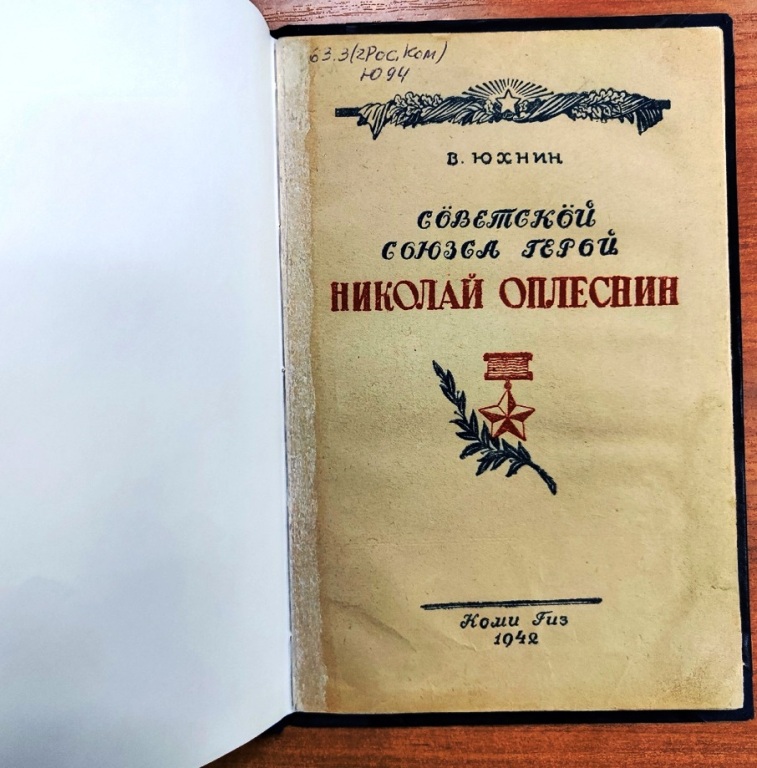 63.3(2Рос.Ком)
Ю94
В. ЮХНИН
СӦВЕТСКӦЙ
СОЮЗСА ГЕРОЙ
НИКОЛАЙ ОПЛЕСНИН
Коми Гиз
1942